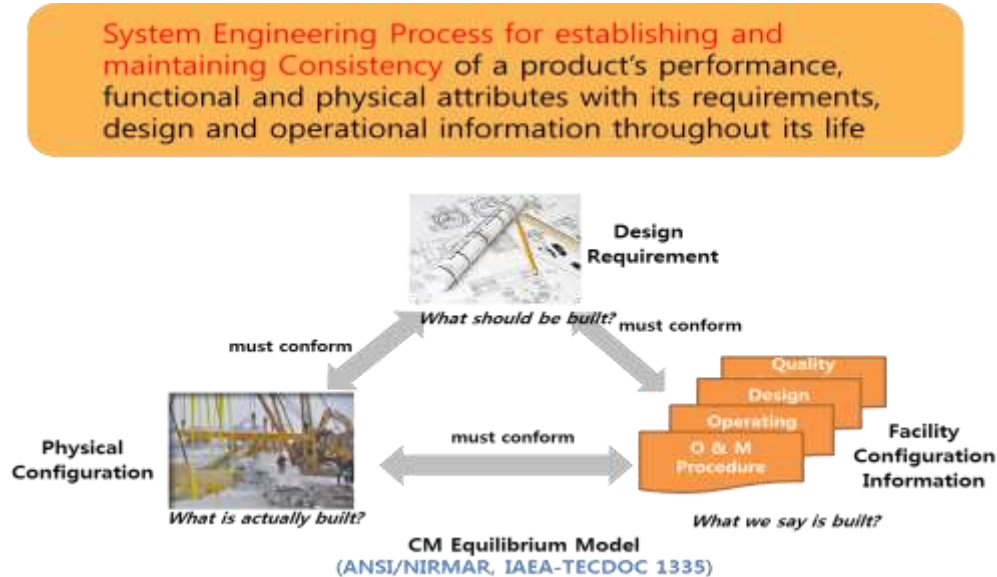 System Engineering Process for establishing and
maintaining Consistency of a product's performance,
functional and physical attributes with its requirements,
design and operational information throughout its life
Design
Requirement
What should be built?
must conform
must conform
Quality
Design
Operating
O & M
Procedure
Physical
Configuration
must conform
Facility
Configuration
Information
What is actually built?
What we say is built?
CM Equilibrium Model
(ANSI/NIRMAR, IAEA-TECDOC 1335)